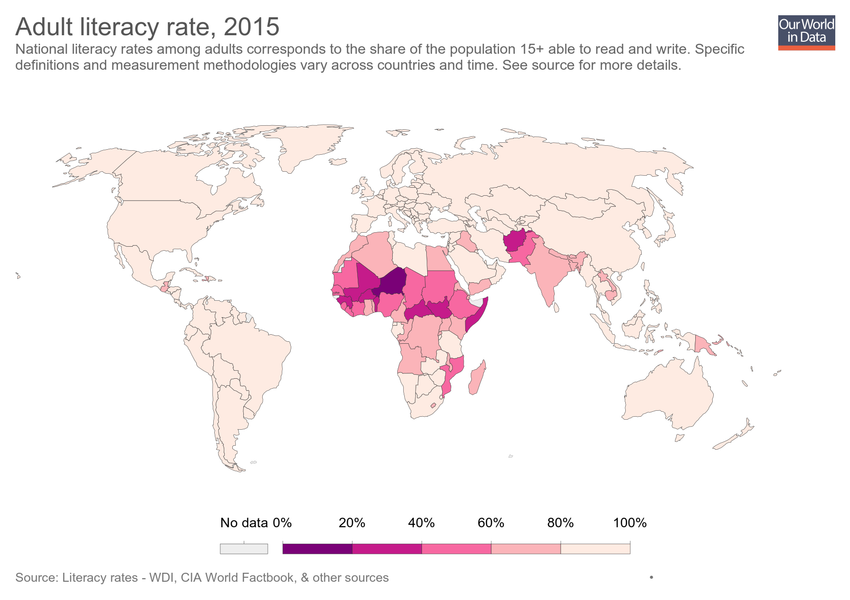 Adult literacy rate, 2015
Our World
in Data
National literacy rates among adults corresponds to the share of the population 15+ able to read and write. Specific
definitions and measurement methodologies vary across countries and time. See source for more details.
No data 0% 20% 40% 60% 80% 100%
Source: Literacy rates - WDI, CIA World Factbook, & other sources